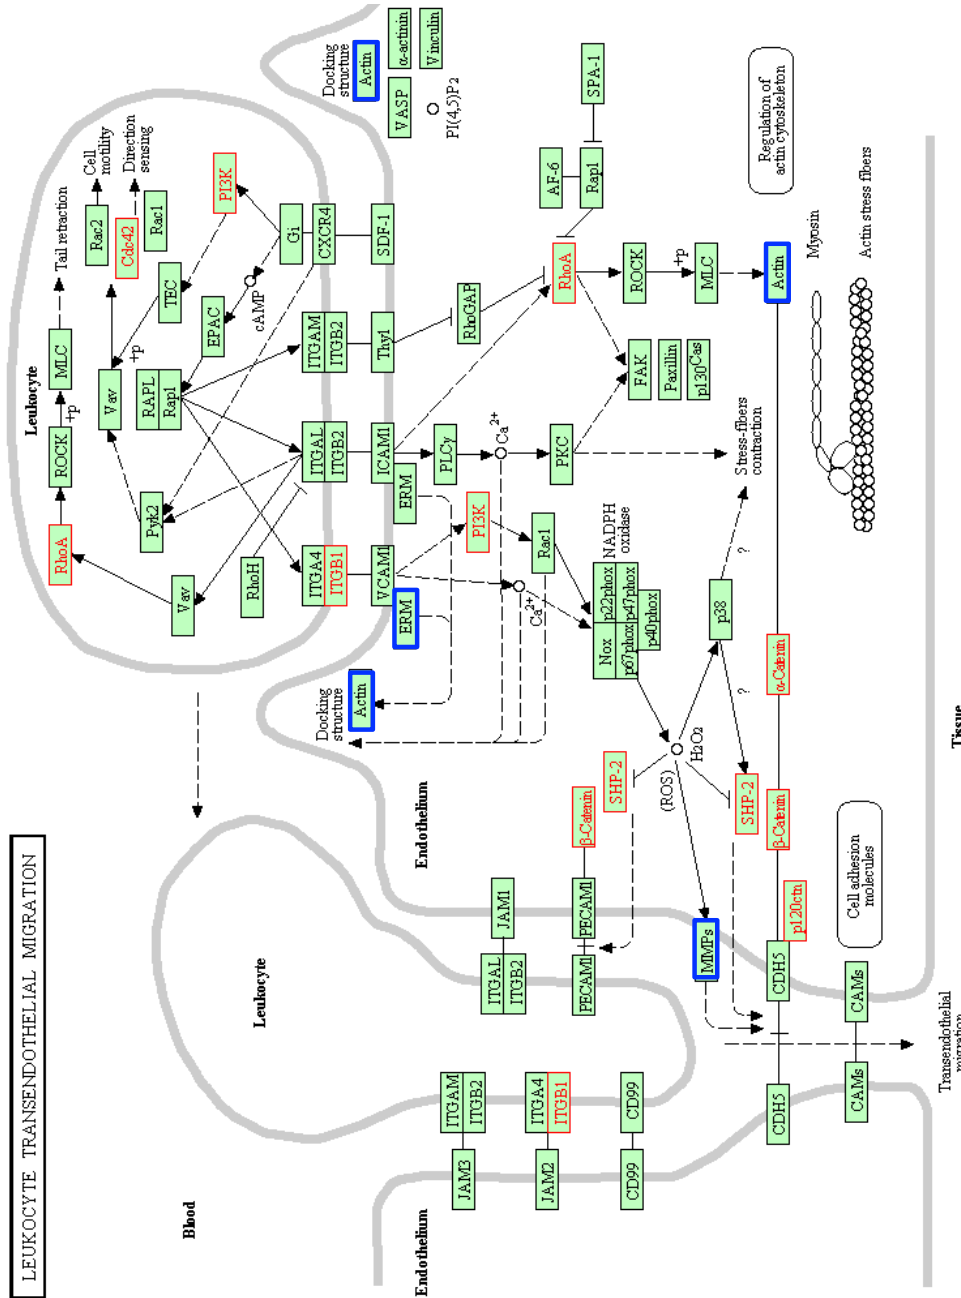 LEUKOCYTE TRANSENDOTHELIAL MIGRATION
Blood
Leukocyte
Leukocyte
RhoA
ROCK
+p
MLC
Tail retraction
Rac2
Cell
motility
Cdc42
Direction
sensing
Rac1
Vav
Pyk2
Vav
+p
TEC
PI3K
RAPL
Rap1
EPAC
cAMP
Gi
RhoH
ITGA4
ITGB1
ITGAL
ITGB2
ITGAM
ITGB2
CXCR4
VCAM1
ERM
ICAM1
ERM
Thy1
SDF-1
Docking
structure
Actin
Docking
structure
Actin
VASP
α-actinin
Vinculin
PI(4,5)P2
Endothelium
Endothelium
PI3K
Rac1
Ca2+
PLCγ
Ca2+
PKC
RhoGAP
RhoA
AF-6
Rap1
SPA-1
ROCK
+p
MLC
Actin
FAK
Paxillin
p130Cas
Nox
p22phox
p67phox
p47phox
p40phox
NADPH
oxidase
p38
?
?
Stress-fibers
contraction
(ROS)
H2O2
SHP-2
SHP-2
ITGAM
ITGB2
JAM3
ITGA4
ITGB1
JAM2
CD99
CD99
ITGAL
ITGB2
JAM1
PECAM1
PECAM1
β-Catenin
MMPs
CDH5
CDH5
p120ctn
β-Catenin
α-Catenin
CAMs
CAMs
Cell adhesion
molecules
Regulation of
actin cytoskeleton
Myosin
Actin stress fibers
Transendothelial
migration
Tissue